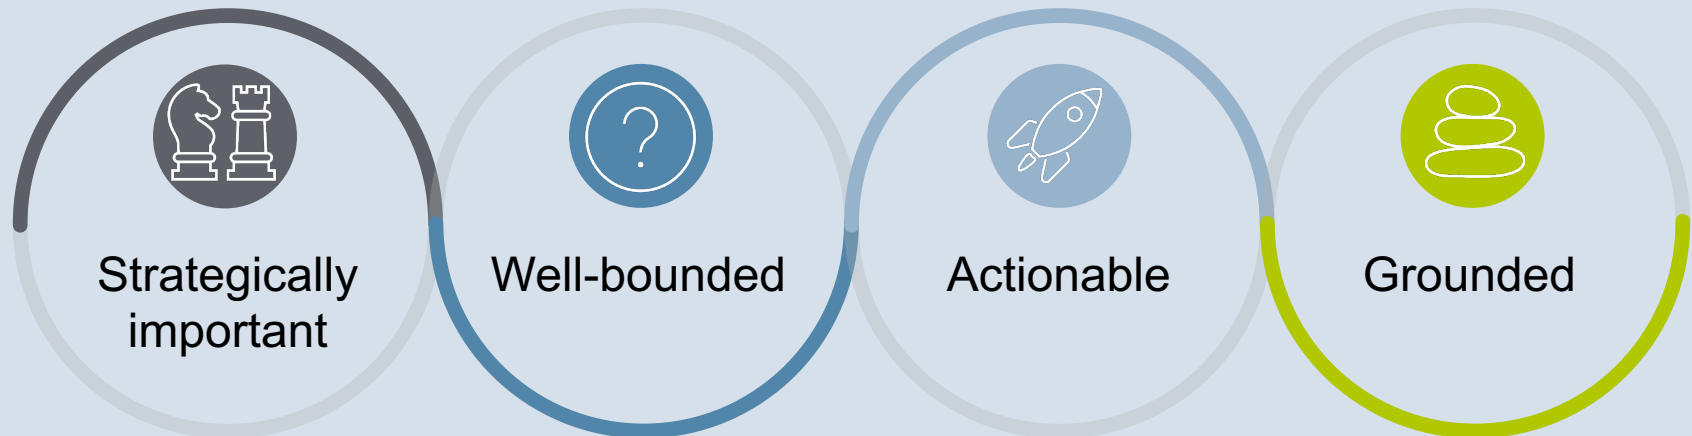 Strategically
important
Well-bounded
Actionable
Grounded